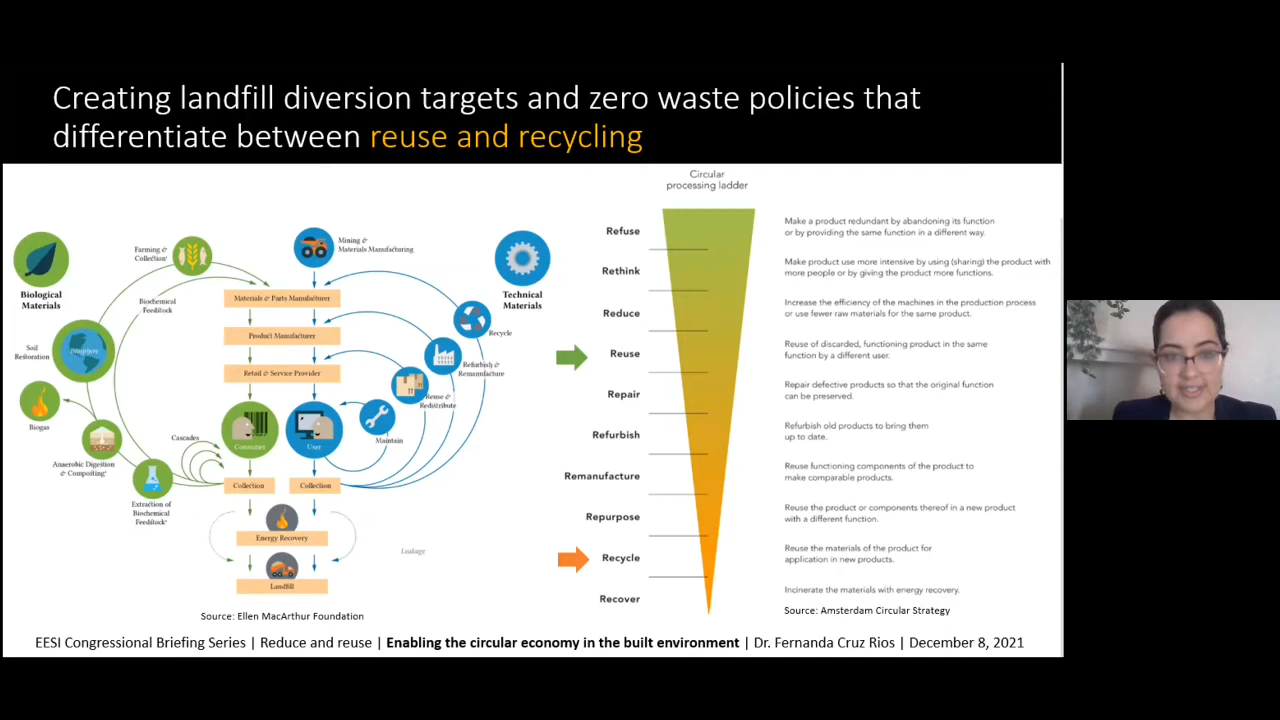 Creating landfill diversion targets and zero waste policies that
differentiate between reuse and recycling
Biological
Materials
Farming &
Collection¹
Biochemical
Feedstock
Soil
Restoration
Biosphere
Biogas
Anaerobic Digestion
& Composting
Extraction of
Biochemical
Feedstock
Cascades
Mining &
Materials Manufacturing
Materials & Parts Manufacturer
Product Manufacturer
Retail & Service Provider
Consumer
User
Collection
Collection
Energy Recovery
Landfill
Leakage
Technical
Materials
Recycle
Refurbish &
Remanufacture
Reuse &
Redistribute
Maintain
Source: Ellen MacArthur Foundation
Circular
processing ladder
Refuse
Make a product redundant by abandoning its function
or by providing the same function in a different way.
Rethink
Make product use more intensive by using (sharing) the product with
more people or by giving the product more functions.
Reduce
Increase the efficiency of the machines in the production process
or use fewer raw materials for the same product.
Reuse
Reuse of discarded, functioning product in the same
function by a different user.
Repair
Repair defective products so that the original function
can be preserved.
Refurbish
Refurbish old products to bring them
up to date.
Remanufacture
Reuse functioning components of the product to
make comparable products.
Repurpose
Reuse the product or components thereof in a new product
with a different function.
Recycle
Reuse the materials of the product for
application in new products.
Recover
Incinerate the materials with energy recovery.
Source: Amsterdam Circular Strategy
EESI Congressional Briefing Series | Reduce and reuse | Enabling the circular economy in the built environment | Dr. Fernanda Cruz Rios | December 8, 2021